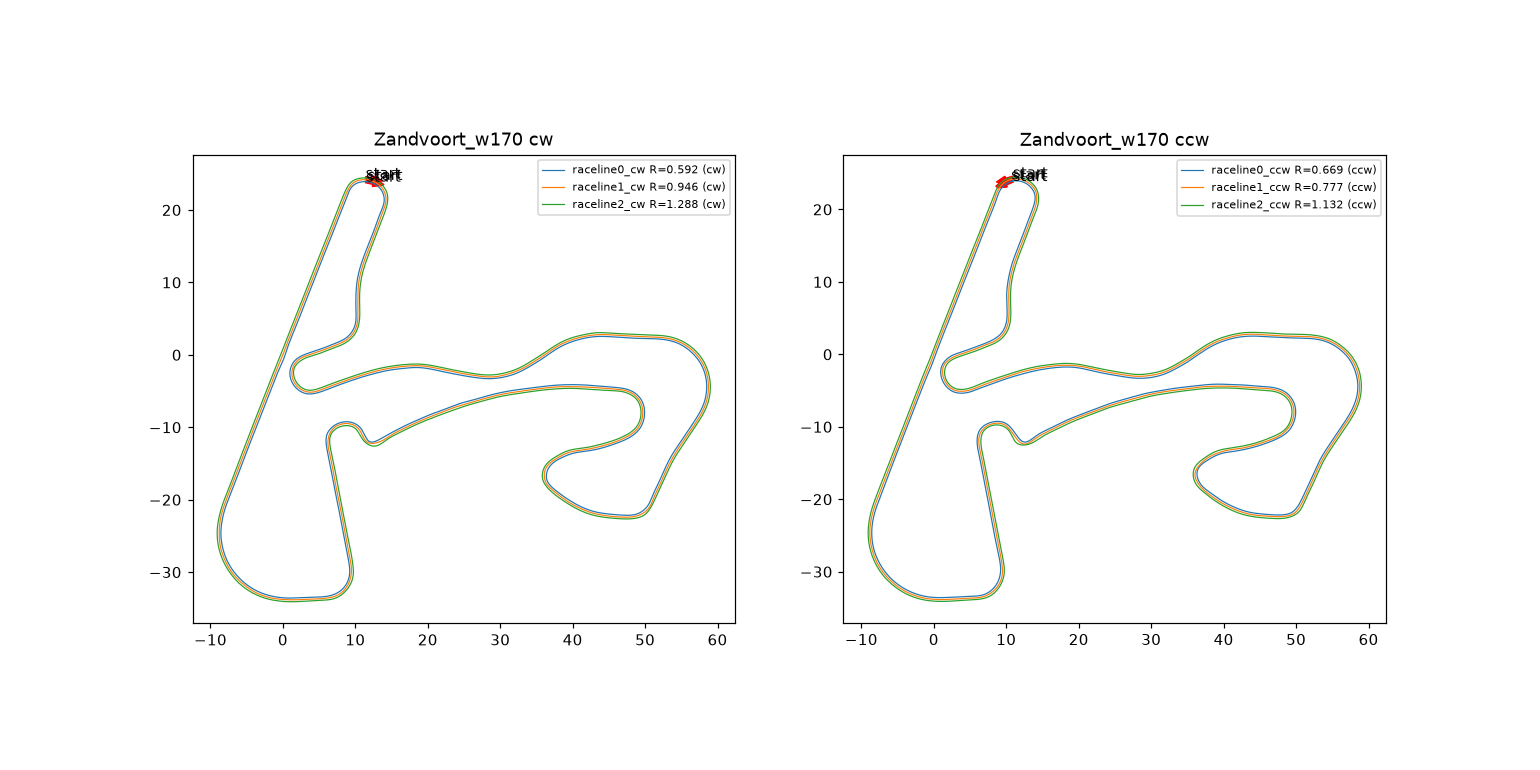 Zandvoort_w170 cw
raceline0_cw R=0.592 (cw)
raceline1_cw R=0.946 (cw)
raceline2_cw R=1.288 (cw)
start
start
20
10
0
−10
−20
−30
−10
0
10
20
30
40
50
60
Zandvoort_w170 ccw
raceline0_ccw R=0.669 (ccw)
raceline1_ccw R=0.777 (ccw)
raceline2_ccw R=1.132 (ccw)
start
start
20
10
0
−10
−20
−30
−10
0
10
20
30
40
50
60